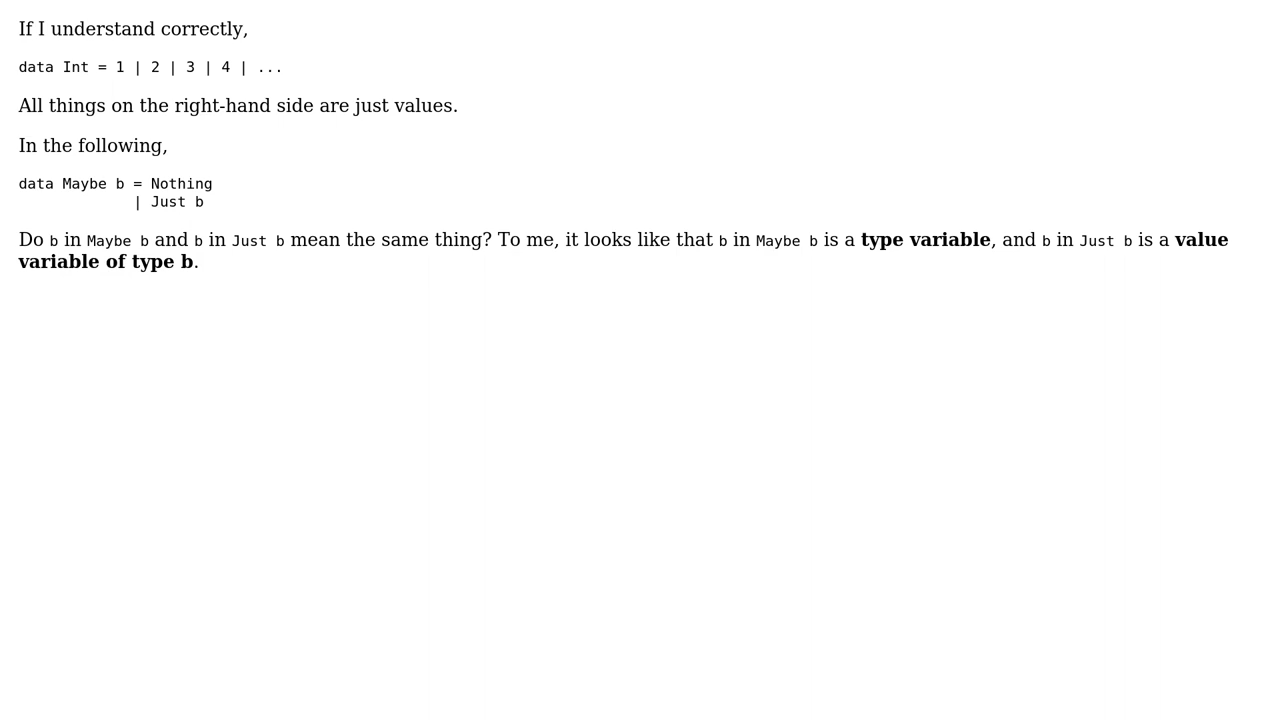 If I understand correctly,
data Int = 1 | 2 | 3 | 4 | ...
All things on the right-hand side are just values.
In the following,
data Maybe b = Nothing
             | Just b
Do b in Maybe b and b in Just b mean the same thing? To me, it looks like that b in Maybe b is a type variable, and b in Just b is a value
variable of type b.